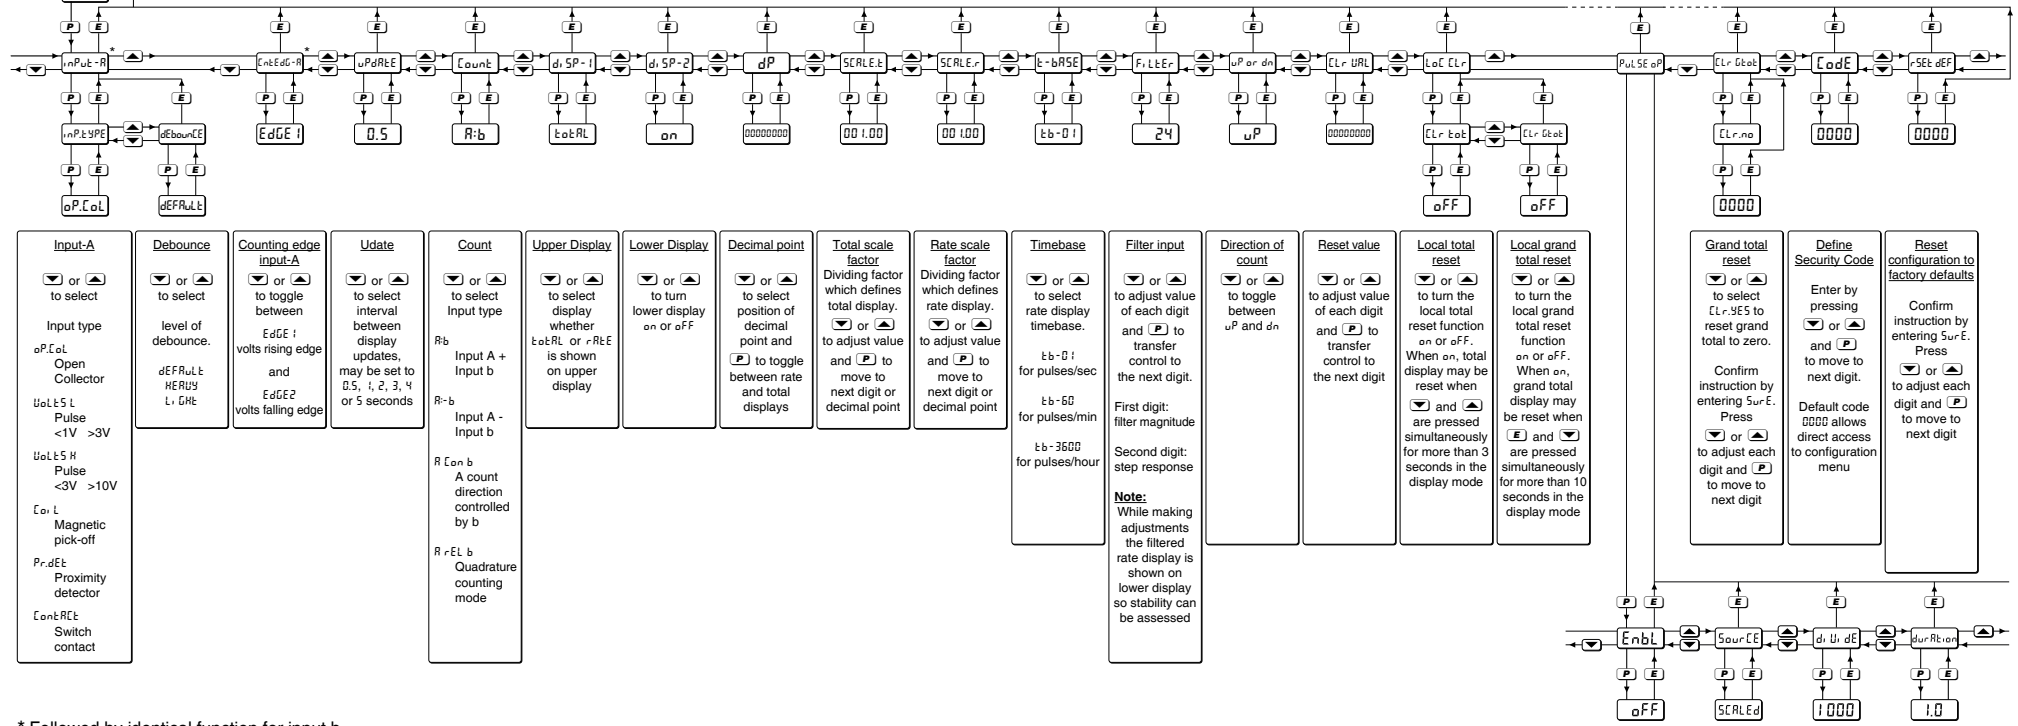 P E E E E E E E E E E E E E E E E E E
inPut-A * CntEdG-A * uPdAtE Count diSP-1 diSP-2 dP SCALE.t SCALE.r t-bASE FiLtEr uP or dn CLr VAL LoC CLr PuLSE oP CLr Gtot CodE rSEt dEF
P E E P E P E P E P E P E P E P E P E P E P E P E P E P E E P E P E P E
inP.tYPE dEbounCE EdGE 1 0.5 A:b totAL on 00000000 001.00 001.00 tb-01 24 uP 00000000 CLr tot CLr Gtot CLr.no 0000 0000
P E P E P E P E P E
oP.CoL dEFAuLt oFF oFF 0000
Input-A
or
to select
Input type
oP.CoL
Open
Collector
VoLtS L
Pulse
<1V >3V
VoLtS H
Pulse
<3V >10V
Coi L
Magnetic
pick-off
Pr.dEt
Proximity
detector
ContACt
Switch
contact
Debounce
or
to select
level of
debounce.
dEFAuLt
HEAVY
LiGHt
Counting edge
input-A
or
to toggle
between
EdGE 1
volts rising edge
and
EdGE2
volts falling edge
Udate
or
to select
interval
between
display
updates,
may be set to
0.5, 1, 2, 3, 4
or 5 seconds
Count
or
to select
Input type
A:b
Input A +
Input b
A:-b
Input A -
Input b
A Con b
A count
direction
controlled
by b
A rEL b
Quadrature
counting
mode
Upper Display
or
to select
display
whether
totAL or rAtE
is shown
on upper
display
Lower Display
or
to turn
lower display
on or oFF
Decimal point
or
to select
position of
decimal
point and
P to toggle
between rate
and total
displays
Total scale
factor
Dividing factor
which defines
total display.
or
to adjust value
and P to
move to
next digit or
decimal point
Rate scale
factor
Dividing factor
which defines
rate display.
or
to adjust value
and P to
move to
next digit or
decimal point
Timebase
or
to select
rate display
timebase.
tb-01
for pulses/sec
tb-60
for pulses/min
tb-3600
for pulses/hour
Filter input
or
to adjust value
of each digit
and P to
transfer
control to
the next digit.
First digit:
filter magnitude
Second digit:
step response
Note:
While making
adjustments
the filtered
rate display is
shown on
lower display
so stability can
be assessed
Direction of
count
or
to toggle
between
uP and dn
Reset value
or
to adjust value
of each digit
and P to
transfer
control to
the next digit
Local total
reset
or
to turn the
local total
reset function
on or oFF.
When on, total
display may be
reset when
and
are pressed
simultaneously
for more than 3
seconds in the
display mode
Local grand
total reset
or
to turn the
local grand
total reset
function
on or oFF.
When on,
grand total
display may
be reset when
E and
are pressed
simultaneously
for more than 10
seconds in the
display mode
Grand total
reset
or
to select
CLr.YES to
reset grand
total to zero.
Confirm
instruction by
entering SurE.
Press
or
to adjust each
digit and P
to move to
next digit
Define
Security Code
Enter by
pressing
or
and P
to move to
next digit.
Default code
0000 allows
direct access
to configuration
menu
Reset
configuration to
factory defaults
Confirm
instruction by
entering SurE.
Press
or
to adjust each
digit and P
to move to
next digit
P E E E E
EnbL SourCE diVidE durAtion
P E P E P E P E
oFF SCALEd 1000 1.0
* Followed by identical function for input b